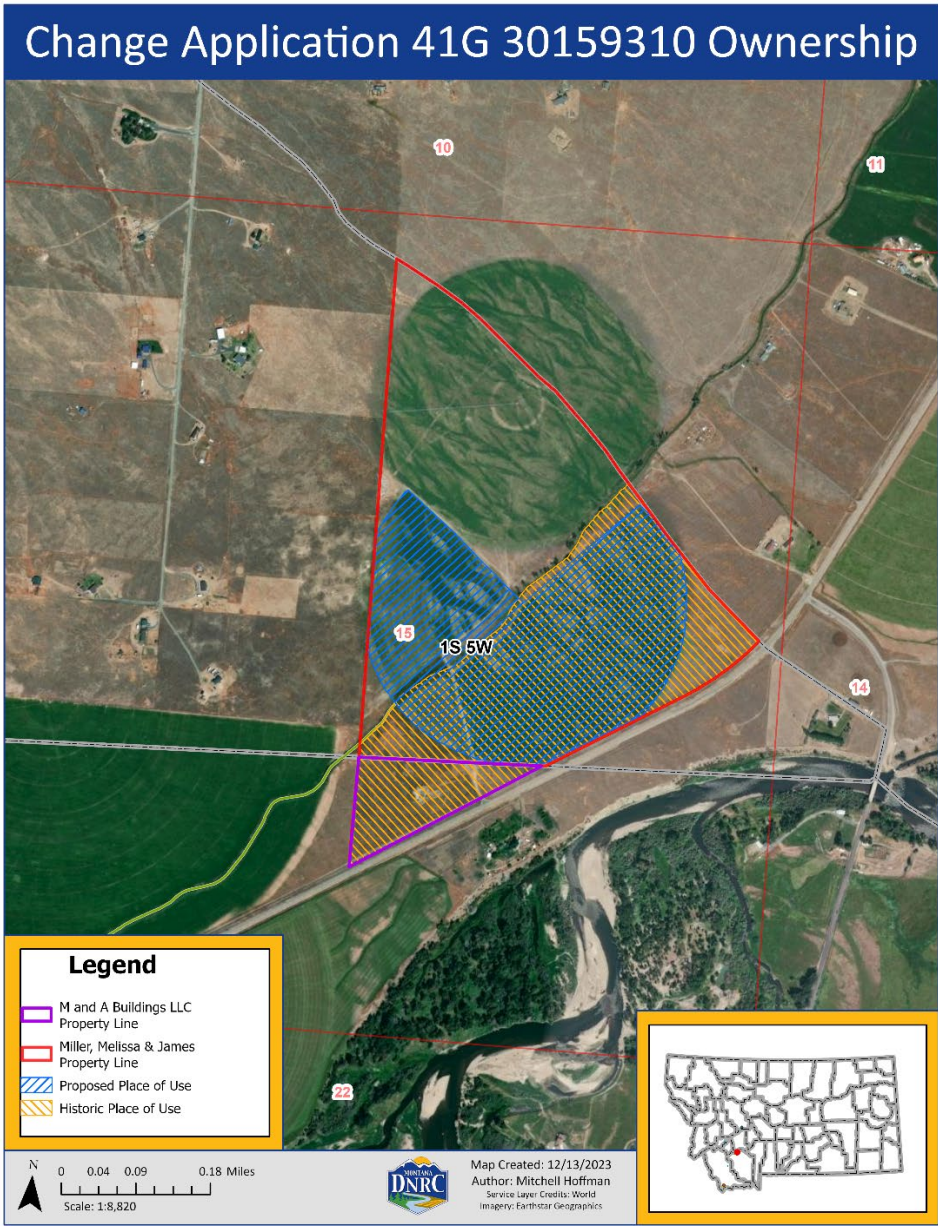 Change Application 41G 30159310 Ownership
10
11
15
1S 5W
14
22
Legend
M and A Buildings LLC
Property Line
Miller, Melissa & James
Property Line
Proposed Place of Use
Historic Place of Use
N
0 0.04 0.09 0.18 Miles
Scale: 1:8,820
MONTANA
DNRC
Map Created: 12/13/2023
Author: Mitchell Hoffman
Service Layer Credits: World
Imagery: Earthstar Geographics